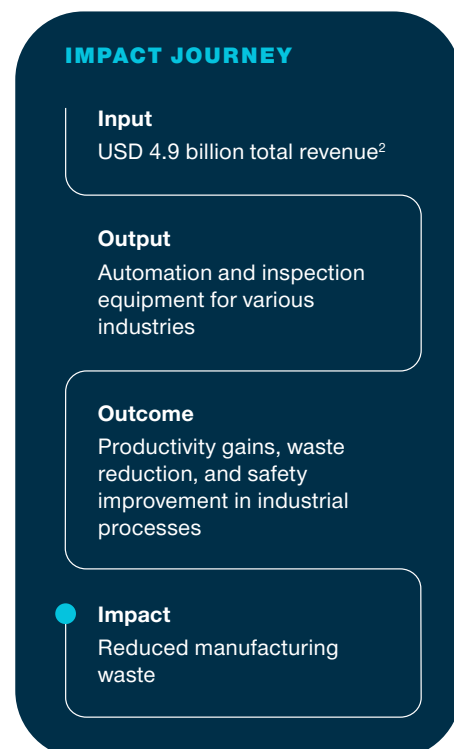 IMPACT JOURNEY
Input
USD 4.9 billion total revenue²
Output
Automation and inspection
equipment for various
industries
Outcome
Productivity gains, waste
reduction, and safety
improvement in industrial
processes
Impact
Reduced manufacturing
waste